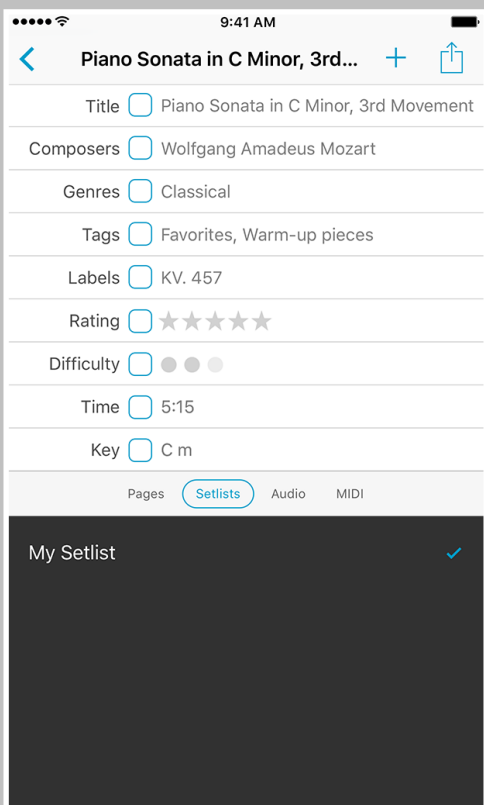 9:41 AM
Piano Sonata in C Minor, 3rd...
Title Piano Sonata in C Minor, 3rd Movement
Composers Wolfgang Amadeus Mozart
Genres Classical
Tags Favorites, Warm-up pieces
Labels KV. 457
Rating
Difficulty
Time 5:15
Key C m
Pages Setlists Audio MIDI
My Setlist